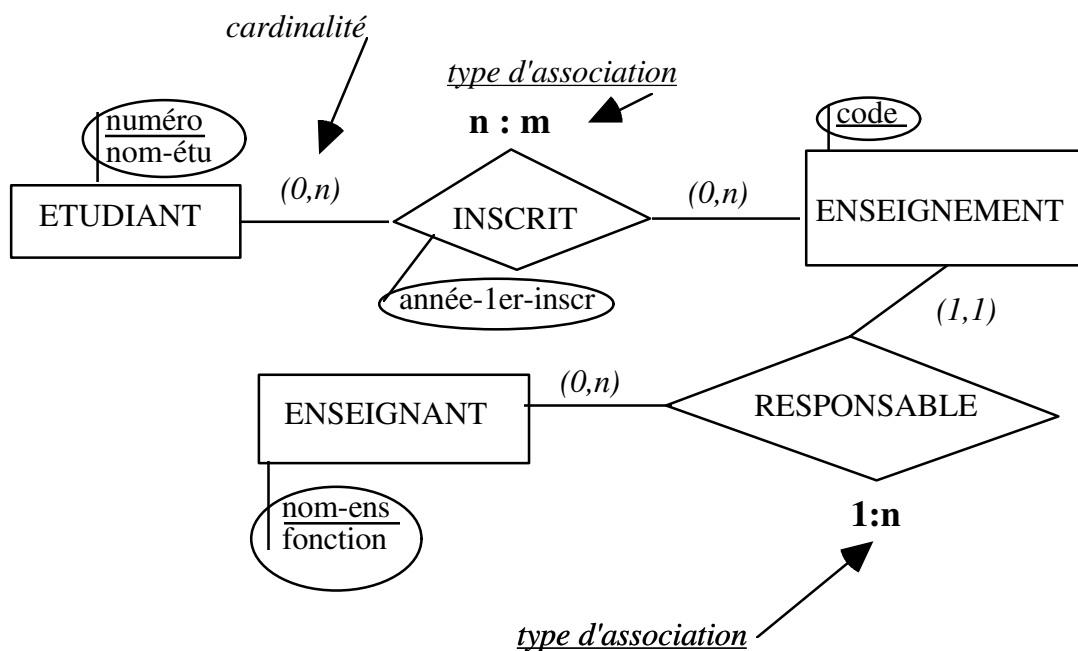 cardinalité
type d'association
n : m
numéro
nom-étu
code
(0,n)
(0,n)
ETUDIANT
INSCRIT
ENSEIGNEMENT
année-1er-inscr
(1,1)
(0,n)
ENSEIGNANT
RESPONSABLE
nom-ens
fonction
1:n
type d'association